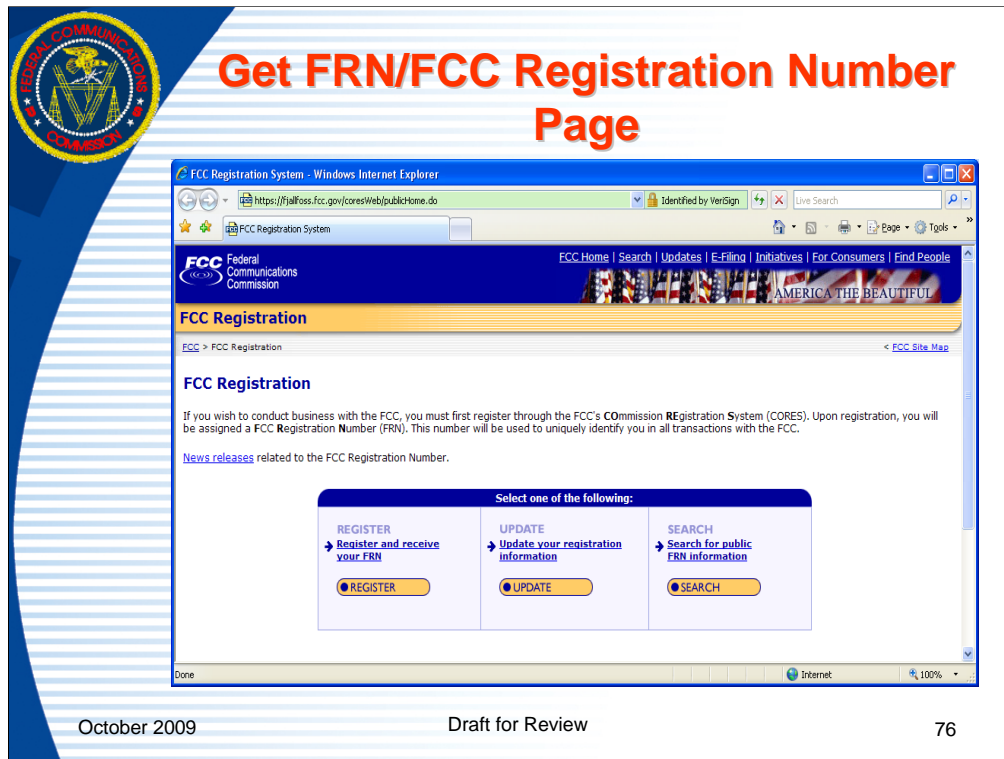 FEDERAL COMMUNICATIONS COMMISSION
Get FRN/FCC Registration Number
Page
FCC Registration System - Windows Internet Explorer
https://fjallfoss.fcc.gov/coresWeb/publicHome.do
Identified by VeriSign
Live Search
FCC Registration System
Page
Tools
»
FCC Federal
Communications
Commission
FCC Home | Search | Updates | E-Filing | Initiatives | For Consumers | Find People
AMERICA THE BEAUTIFUL
FCC Registration
FCC > FCC Registration
< FCC Site Map
FCC Registration
If you wish to conduct business with the FCC, you must first register through the FCC's COmmission REgistration System (CORES). Upon registration, you will
be assigned a FCC Registration Number (FRN). This number will be used to uniquely identify you in all transactions with the FCC.
News releases related to the FCC Registration Number.
Select one of the following:
REGISTER
Register and receive
your FRN
REGISTER
UPDATE
Update your registration
information
UPDATE
SEARCH
Search for public
FRN information
SEARCH
Done
Internet
100%
October 2009
Draft for Review
76